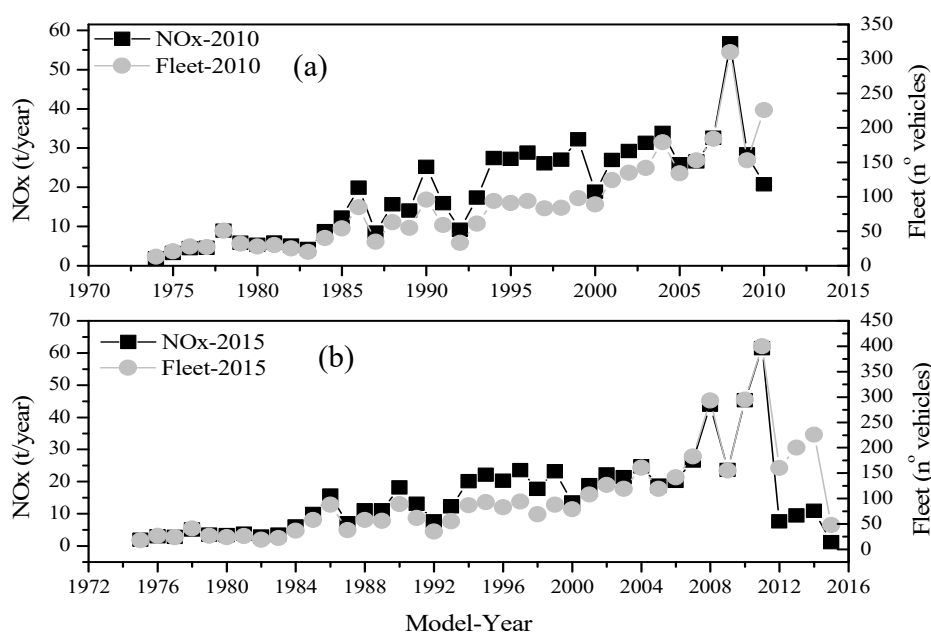 60
50
40
30
20
10
0
NOx (t/year)
NOx-2010
Fleet-2010
(a)
350
300
250
200
150
100
50
0
Fleet (nº vehicles)
1970 1975 1980 1985 1990 1995 2000 2005 2010 2015
70
60
50
40
30
20
10
0
NOx (t/year)
NOx-2015
Fleet-2015
(b)
450
400
350
300
250
200
150
100
50
0
Fleet (nº vehicles)
1972 1976 1980 1984 1988 1992 1996 2000 2004 2008 2012 2016
Model-Year